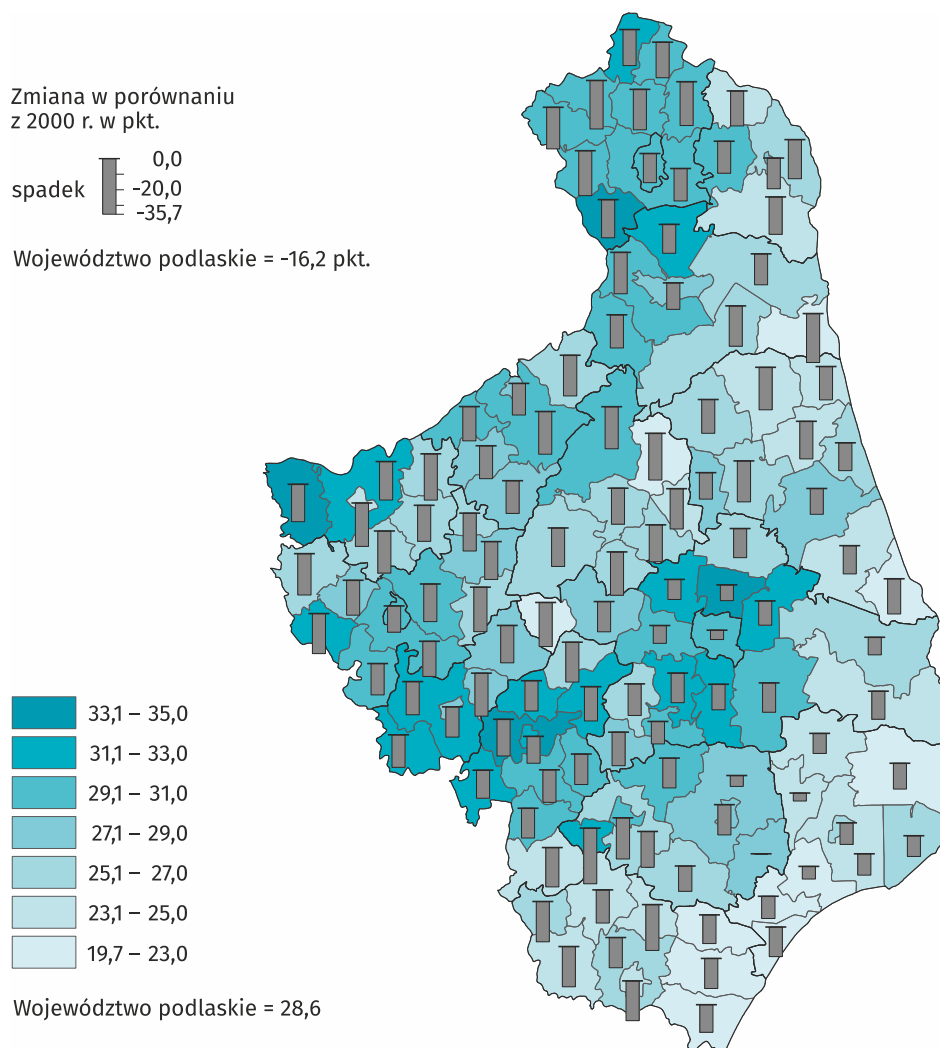 Zmiana w porównaniu
z 2000 r. w pkt.
0,0
spadek
-20,0
-35,7
Województwo podlaskie = -16,2 pkt.
33,1 – 35,0
31,1 – 33,0
29,1 – 31,0
27,1 – 29,0
25,1 – 27,0
23,1 – 25,0
19,7 – 23,0
Województwo podlaskie = 28,6